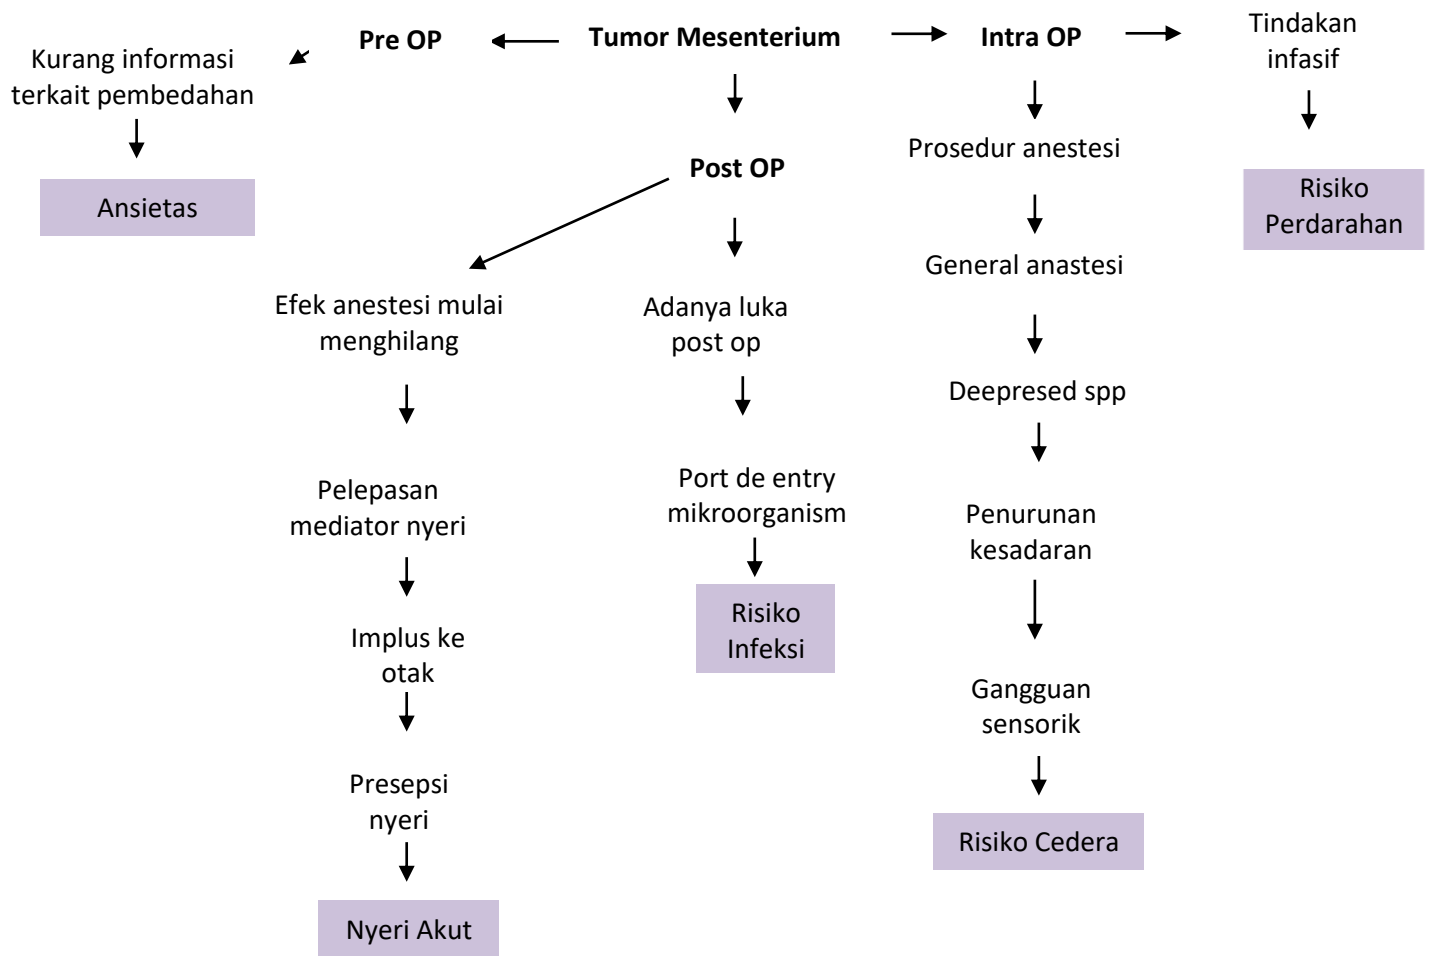 Kurang informasi
terkait pembedahan
Ansietas
Pre OP
Tumor Mesenterium
Intra OP
Tindakan
infasif
Risiko
Perdarahan
Post OP
Efek anestesi mulai
menghilang
Pelepasan
mediator nyeri
Implus ke
otak
Presepsi
nyeri
Nyeri Akut
Adanya luka
post op
Port de entry
mikroorganism
Risiko
Infeksi
Prosedur anestesi
General anastesi
Deepresed spp
Penurunan
kesadaran
Gangguan
sensorik
Risiko Cedera